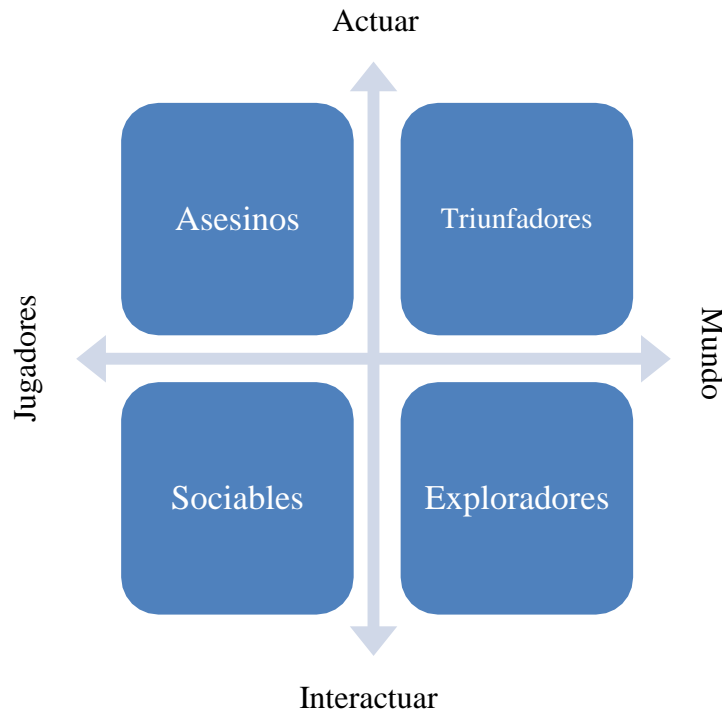 Actuar
Asesinos
Triunfadores
Jugadores
Mundo
Sociables
Exploradores
Interactuar